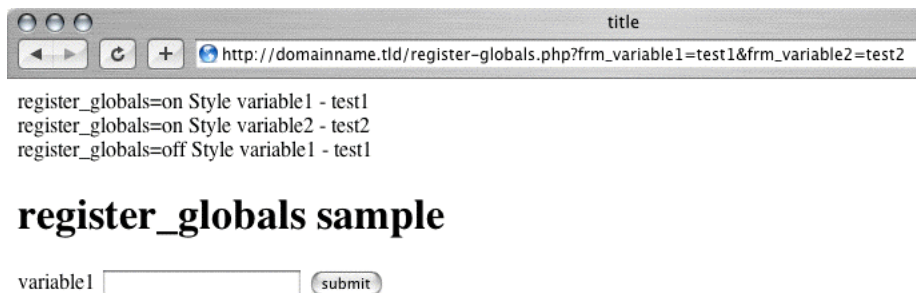 title
http://domainname.tld/register-globals.php?frm_variable1=test1&frm_variable2=test2
register_globals=on Style variable1 - test1
register_globals=on Style variable2 - test2
register_globals=off Style variable1 - test1
register_globals sample
variable1 submit